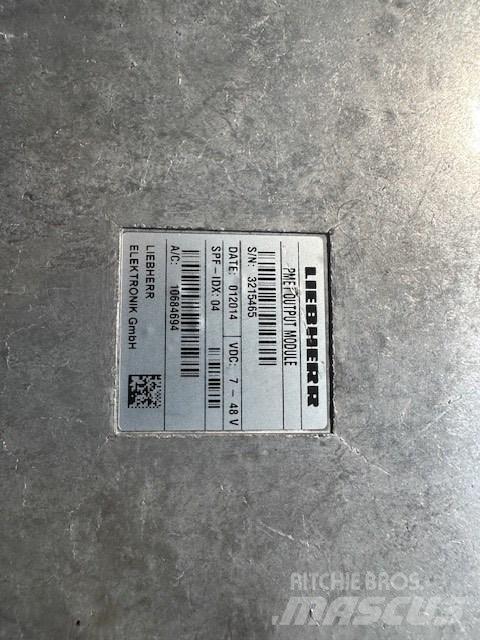 LIEBHERR
PME-OUTPUT MODULE
S/N: 3215465
DATE: 012014 VDC: 7 - 48 V
SPF-IDX: 04
A/C: 10684694
LIEBHERR
ELEKTRONIK GmbH
RITCHIE BROS.
MASCUS